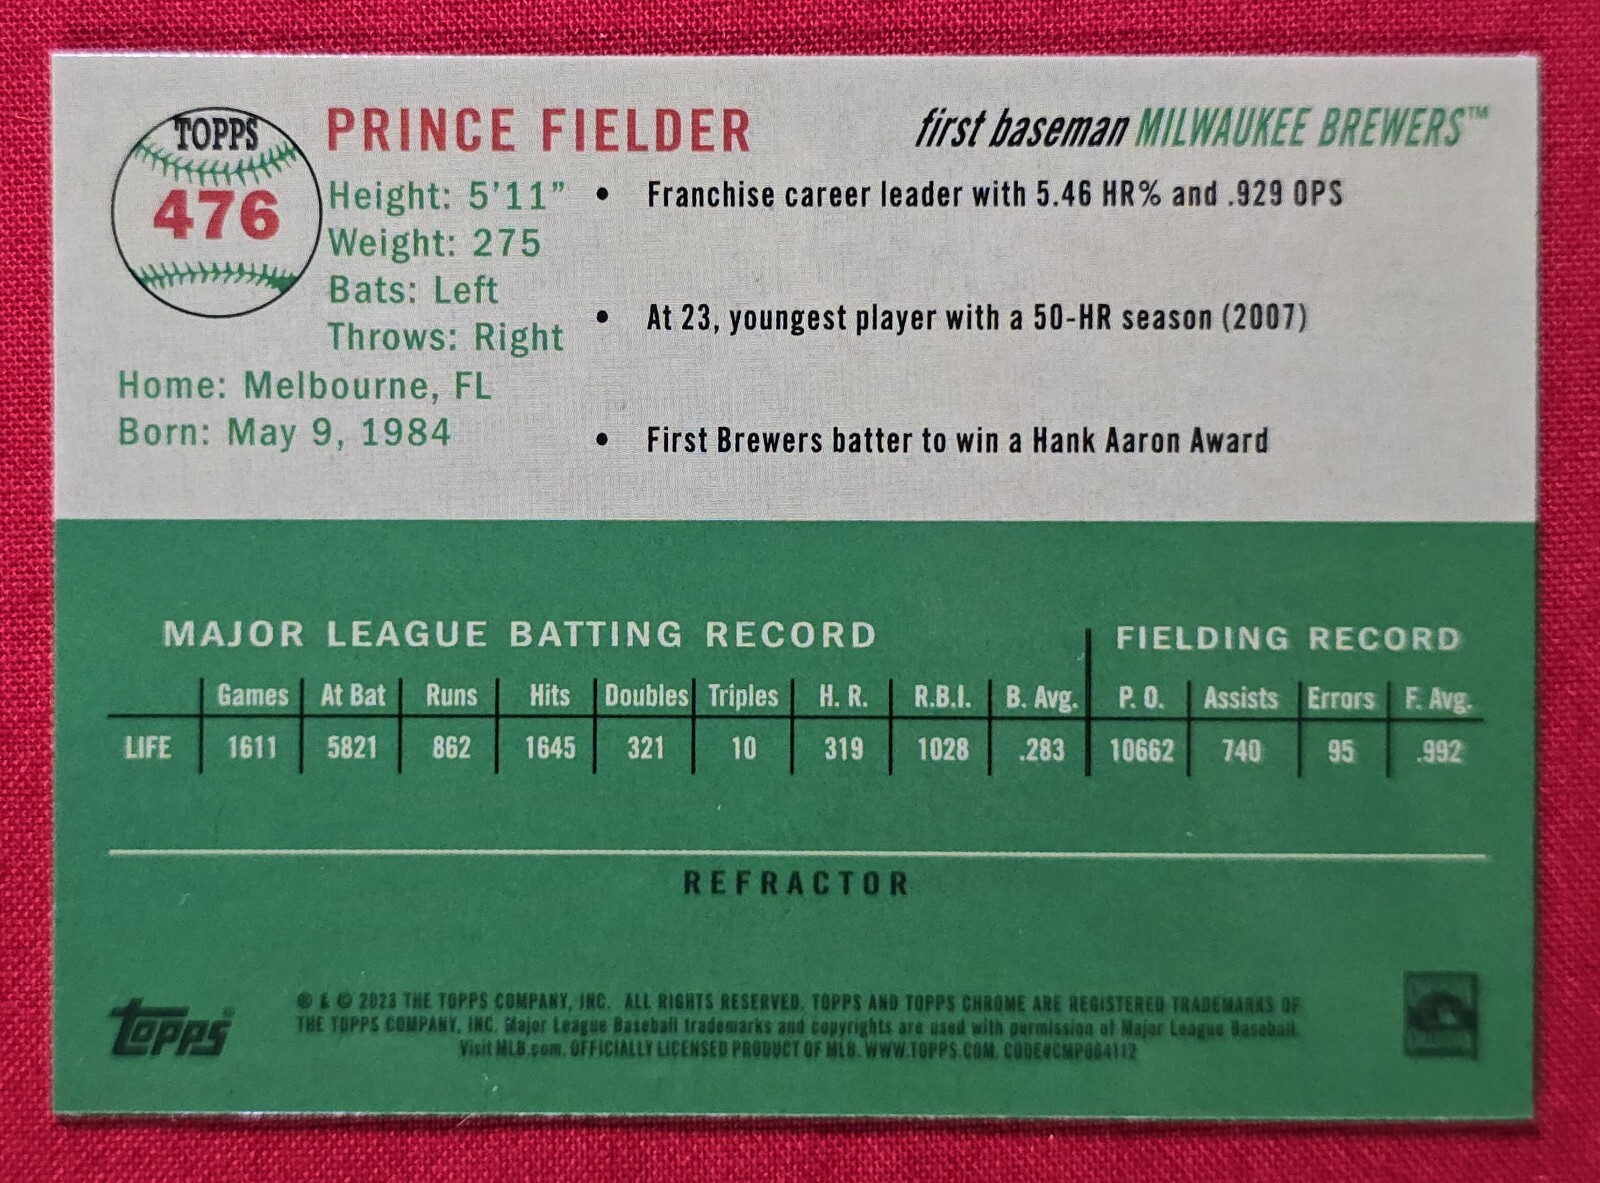 TOPPS
476
PRINCE FIELDER
first baseman MILWAUKEE BREWERS™
Height: 5'11"
Weight: 275
Bats: Left
Throws: Right
Home: Melbourne, FL
Born: May 9, 1984
• Franchise career leader with 5.46 HR% and .929 OPS
• At 23, youngest player with a 50-HR season (2007)
• First Brewers batter to win a Hank Aaron Award
MAJOR LEAGUE BATTING RECORD FIELDING RECORD
Games At Bat Runs Hits Doubles Triples H. R. R.B.I. B. Avg. P. O. Assists Errors F. Avg.
LIFE 1611 5821 862 1645 321 10 319 1028 .283 10662 740 95 .992
REFRACTOR
topps
® & © 2023 THE TOPPS COMPANY, INC. ALL RIGHTS RESERVED. TOPPS AND TOPPS CHROME ARE REGISTERED TRADEMARKS OF
THE TOPPS COMPANY, INC. Major League Baseball trademarks and copyrights are used with permission of Major League Baseball.
Visit MLB.com. OFFICIALLY LICENSED PRODUCT OF MLB. WWW.TOPPS.COM. CODE#CMP064112